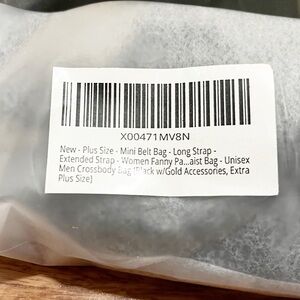 X00471MV8N
New - Plus Size - Mini Belt Bag - Long Strap -
Extended Strap - Women Fanny Pa...aist Bag - Unisex
Men Crossbody Bag (Black w/Gold Accessories, Extra
Plus Size)